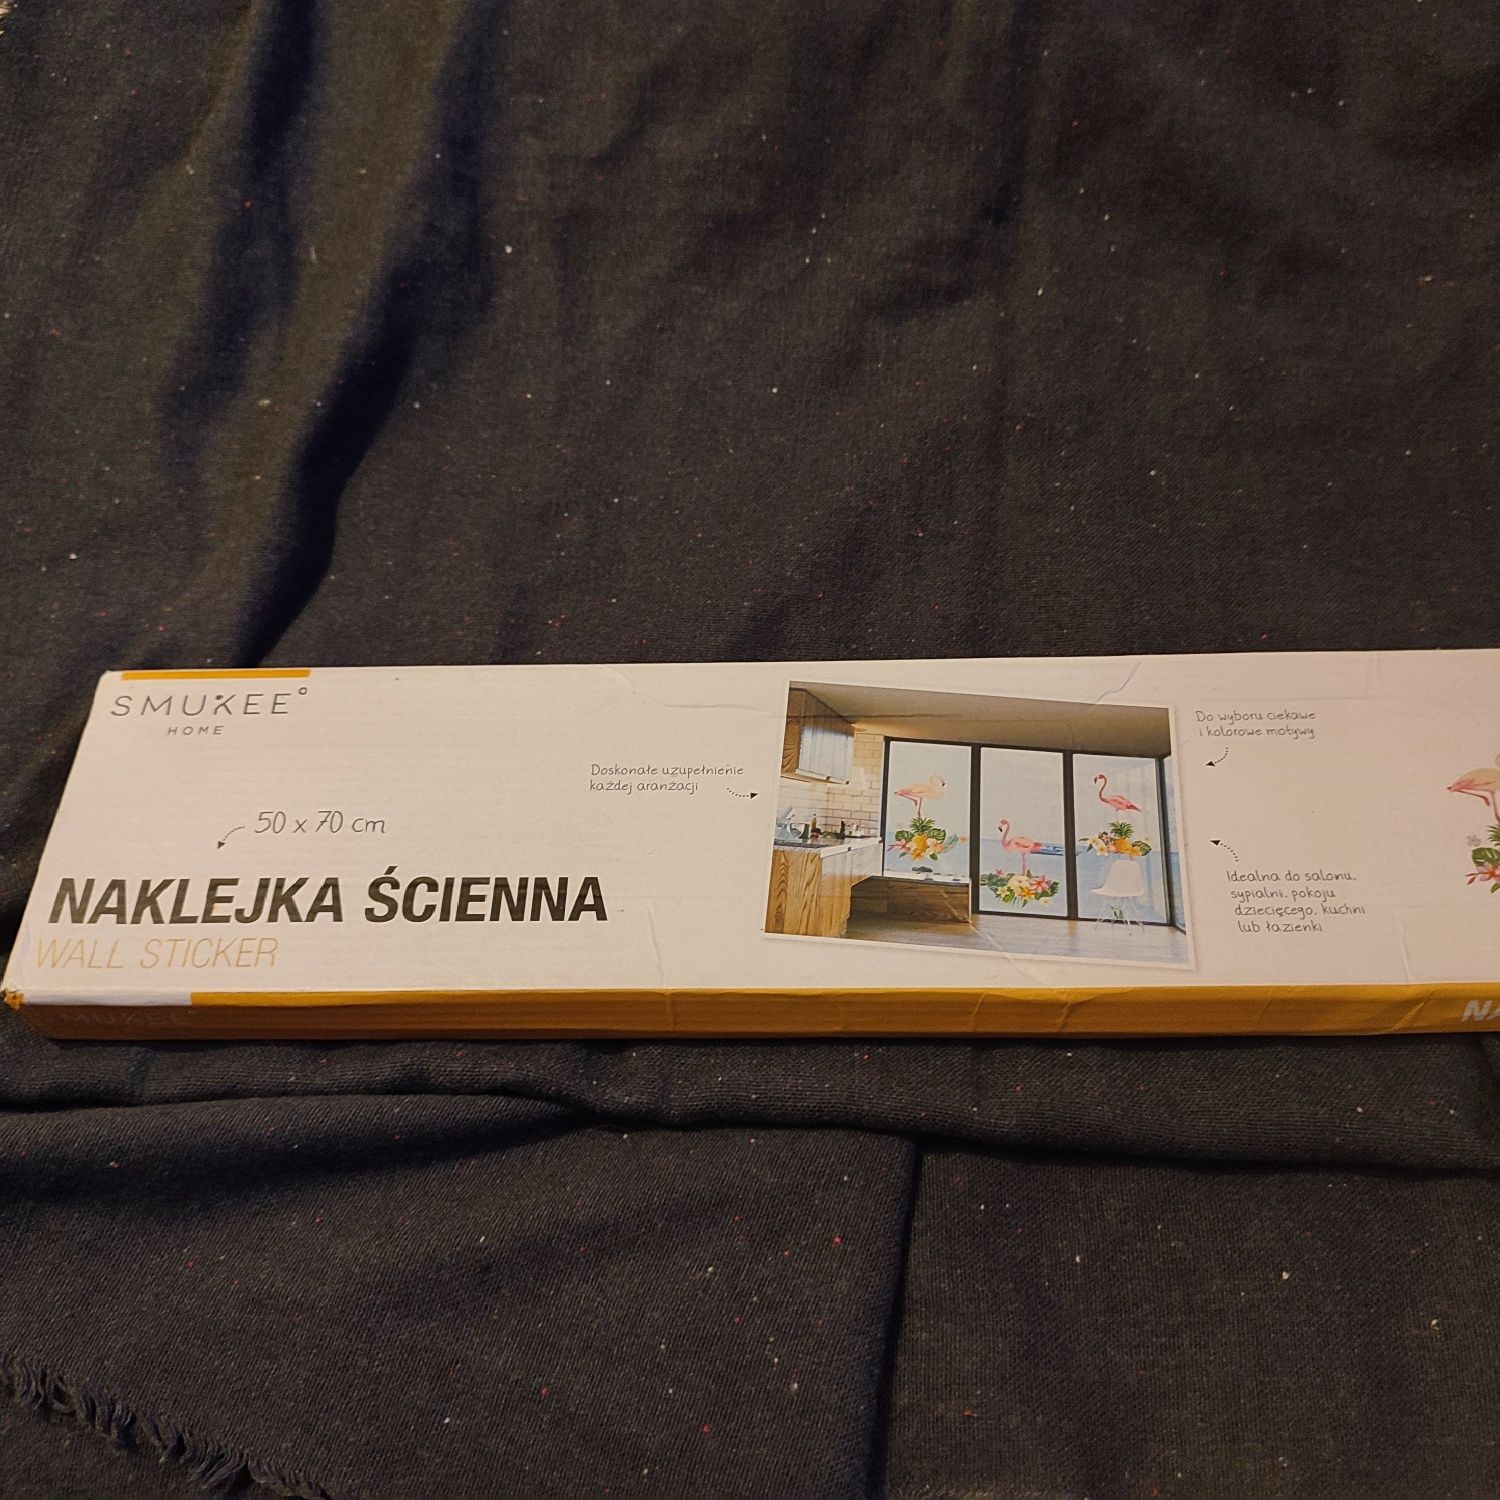 SMUKEE°
HOME
50 x 70 cm
NAKLEJKA ŚCIENNA
WALL STICKER
Doskonałe uzupełnienie
każdej aranżacji
Do wyboru ciekawe
i kolorowe motywy
Idealna do salonu,
sypialni, pokoju
dziecięcego, kuchni
lub łazienki